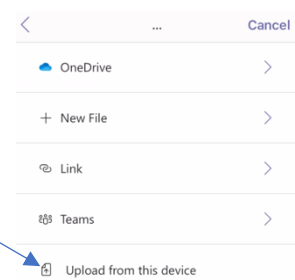 ... Cancel
OneDrive
New File
Link
Teams
Upload from this device